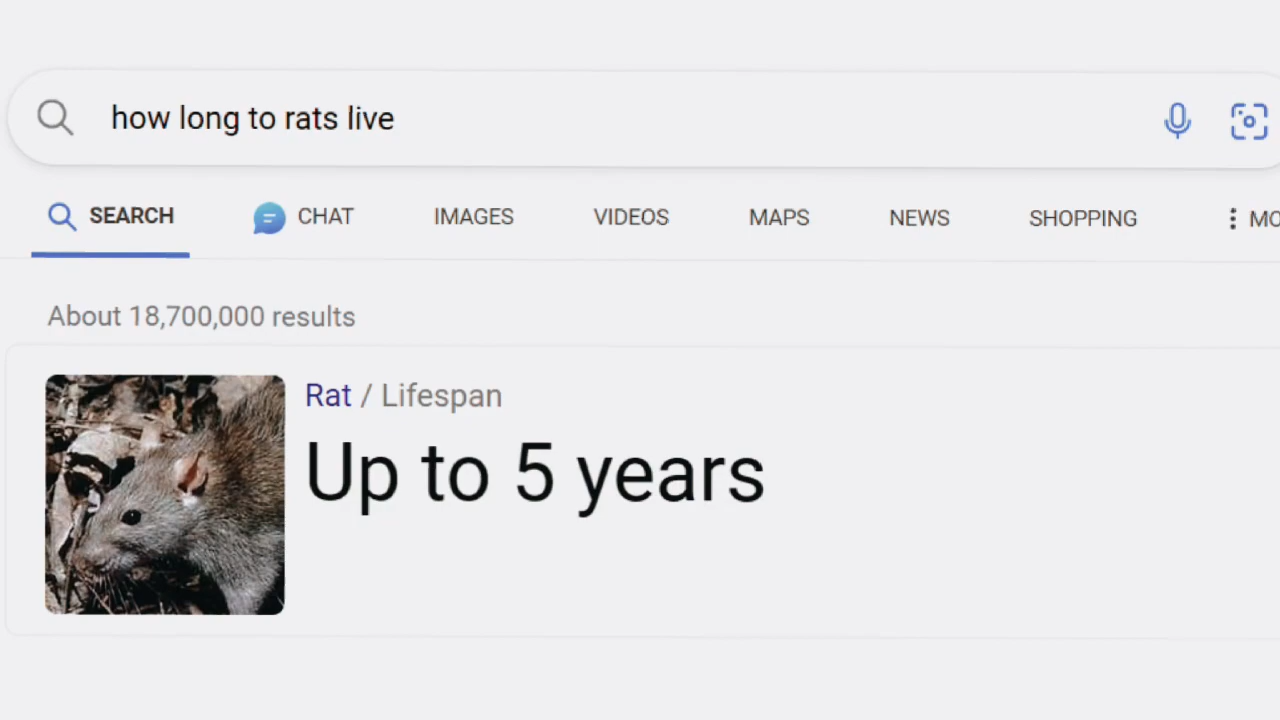 how long to rats live
SEARCH CHAT IMAGES VIDEOS MAPS NEWS SHOPPING
About 18,700,000 results
Rat / Lifespan
Up to 5 years